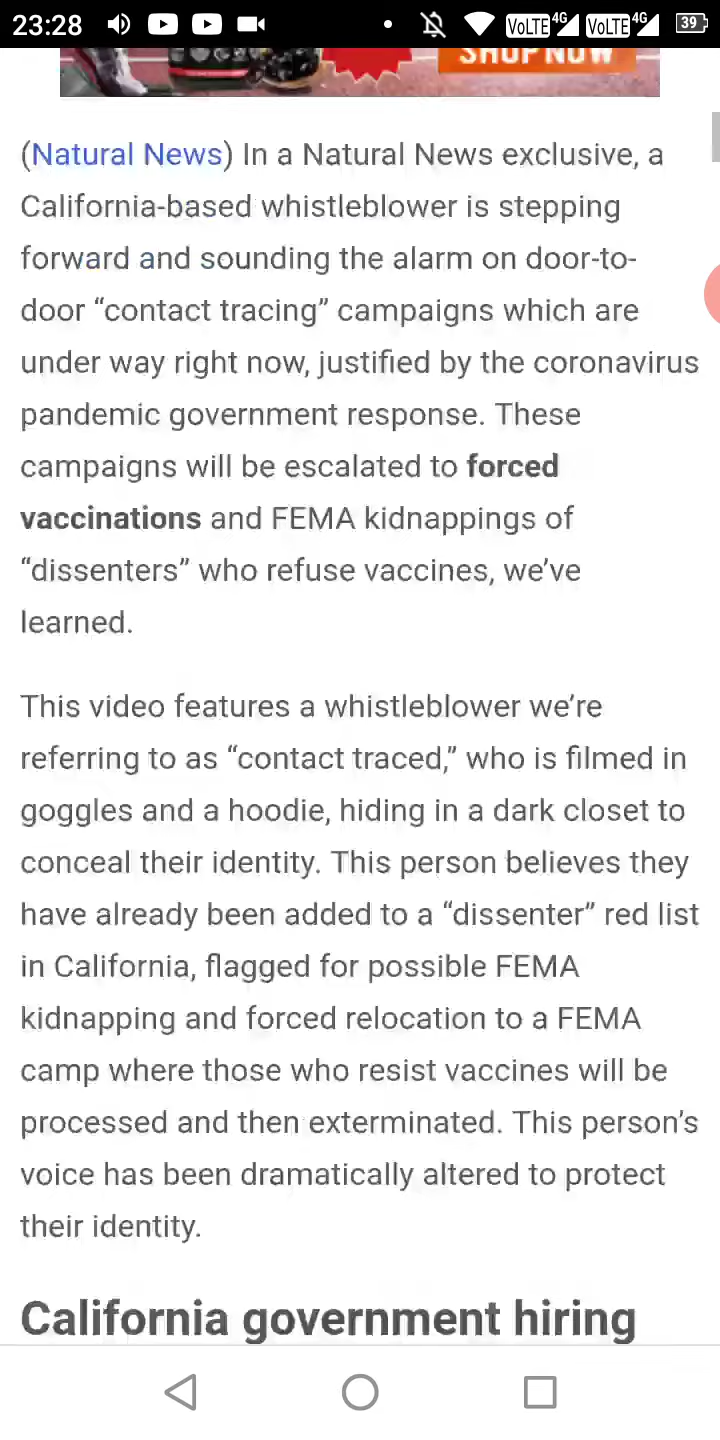 23:28
VoLTE 4G VoLTE 4G 39
SHOP NOW
(Natural News) In a Natural News exclusive, a
California-based whistleblower is stepping
forward and sounding the alarm on door-to-
door “contact tracing” campaigns which are
under way right now, justified by the coronavirus
pandemic government response. These
campaigns will be escalated to forced
vaccinations and FEMA kidnappings of
“dissenters” who refuse vaccines, we’ve
learned.
This video features a whistleblower we’re
referring to as “contact traced,” who is filmed in
goggles and a hoodie, hiding in a dark closet to
conceal their identity. This person believes they
have already been added to a “dissenter” red list
in California, flagged for possible FEMA
kidnapping and forced relocation to a FEMA
camp where those who resist vaccines will be
processed and then exterminated. This person’s
voice has been dramatically altered to protect
their identity.
California government hiring